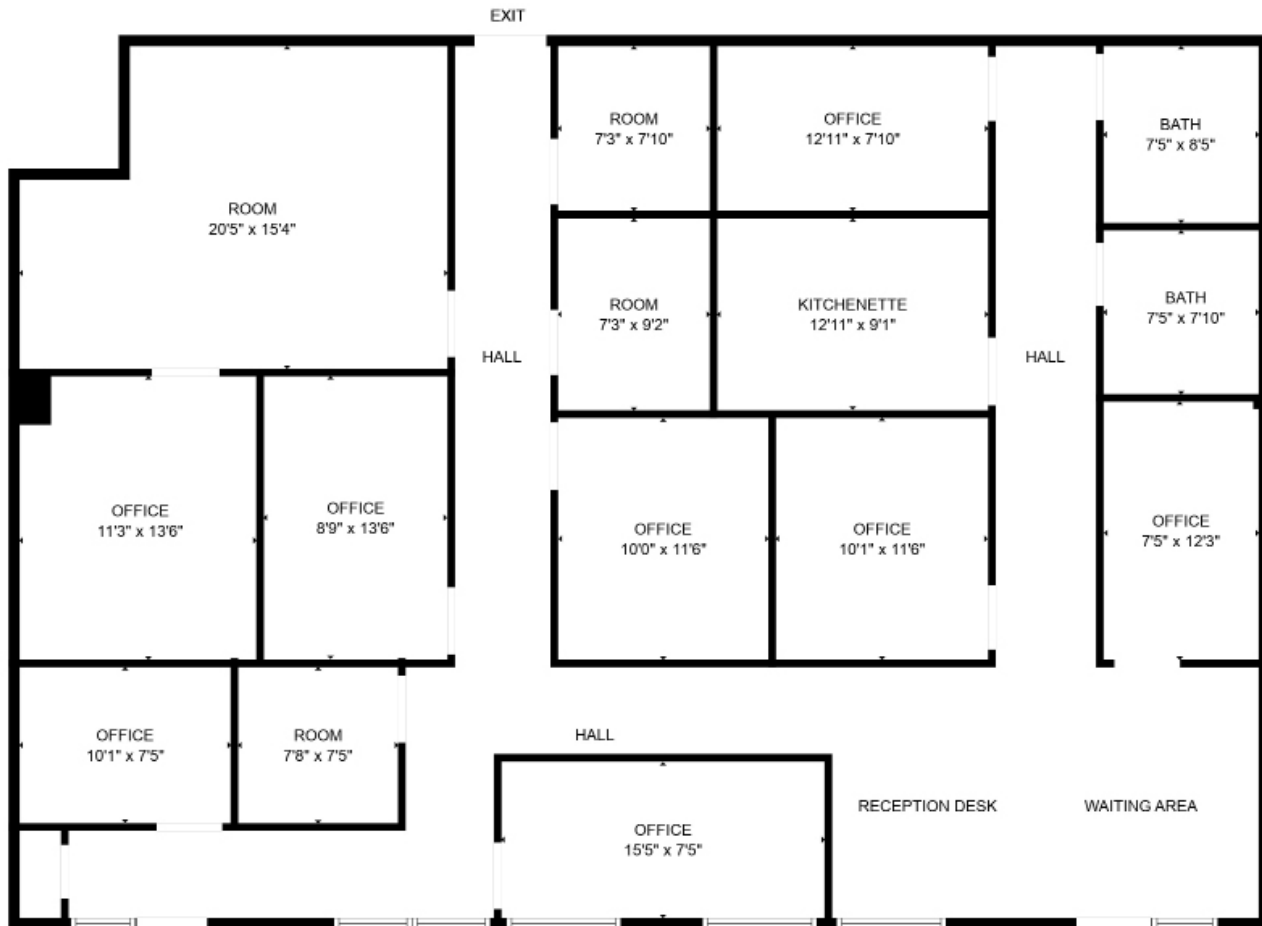 EXIT
ROOM
7'3" x 7'10"
OFFICE
12'11" x 7'10"
BATH
7'5" x 8'5"
ROOM
20'5" x 15'4"
ROOM
7'3" x 9'2"
KITCHENETTE
12'11" x 9'1"
BATH
7'5" x 7'10"
HALL
HALL
OFFICE
11'3" x 13'6"
OFFICE
8'9" x 13'6"
OFFICE
10'0" x 11'6"
OFFICE
10'1" x 11'6"
OFFICE
7'5" x 12'3"
OFFICE
10'1" x 7'5"
ROOM
7'8" x 7'5"
HALL
OFFICE
15'5" x 7'5"
RECEPTION DESK
WAITING AREA